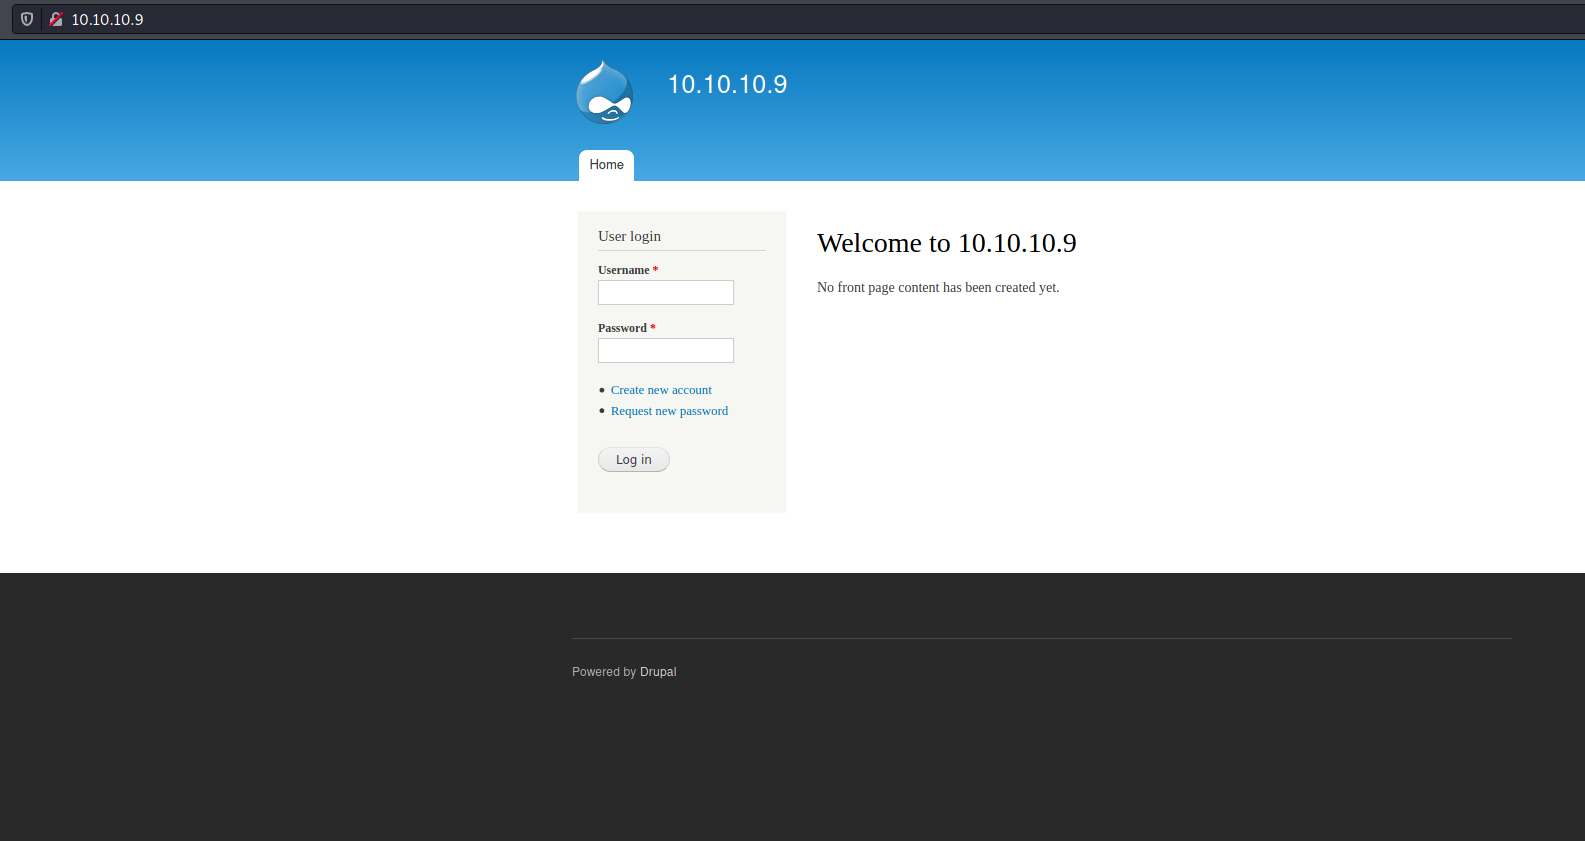 10.10.10.9
10.10.10.9
Home
User login
Username *
Password *
Create new account
Request new password
Log in
Welcome to 10.10.10.9
No front page content has been created yet.
Powered by Drupal